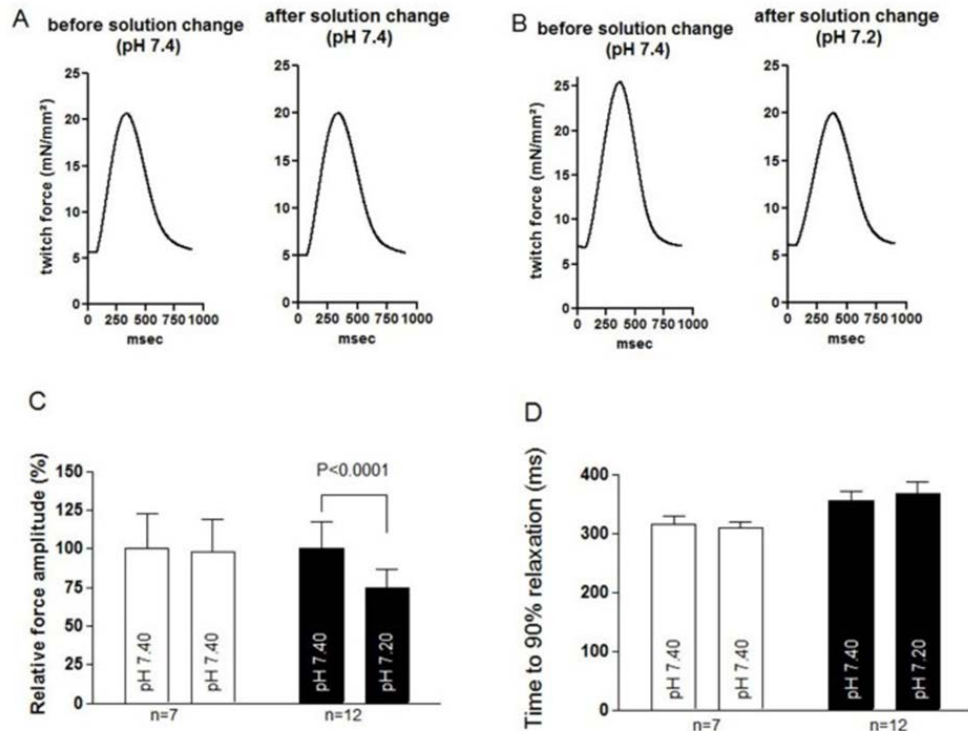 A
before solution change
(pH 7.4)
after solution change
(pH 7.4)
twitch force (mN/mm²)
25
20
15
10
5
0
0 250 500 750 1000
msec
25
20
15
10
5
0
0 250 500 750 1000
msec
B
before solution change
(pH 7.4)
after solution change
(pH 7.2)
twitch force (mN/mm²)
25
20
15
10
5
0
0 250 500 750 1000
msec
25
20
15
10
5
0
0 250 500 750 1000
msec
C
Relative force amplitude (%)
150
125
100
75
50
25
0
P<0.0001
pH 7.40
pH 7.40
pH 7.40
pH 7.20
n=7
n=12
D
Time to 90% relaxation (ms)
400
300
200
100
0
pH 7.40
pH 7.40
pH 7.40
pH 7.20
n=7
n=12